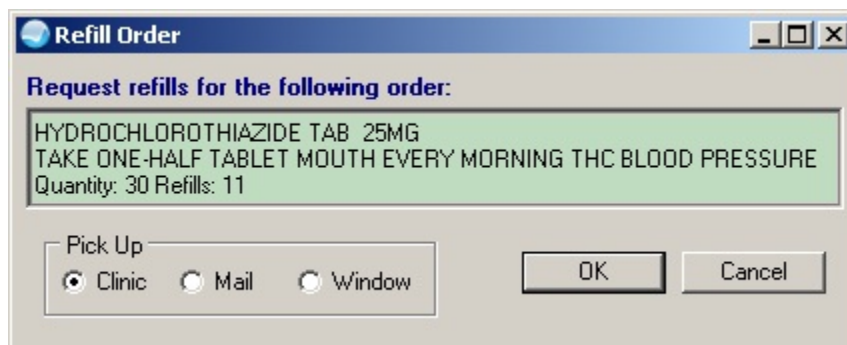 Refill Order
Request refills for the following order:
HYDROCHLOROTHIAZIDE TAB 25MG
TAKE ONE-HALF TABLET MOUTH EVERY MORNING THC BLOOD PRESSURE
Quantity: 30 Refills: 11
Pick Up
Clinic Mail Window OK Cancel